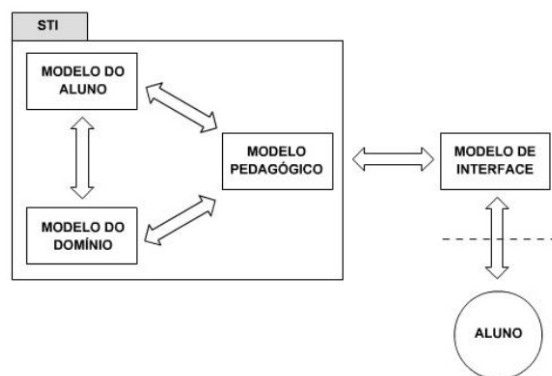 STI
MODELO DO
ALUNO
MODELO
PEDAGÓGICO
MODELO DE
INTERFACE
MODELO DO
DOMÍNIO
ALUNO